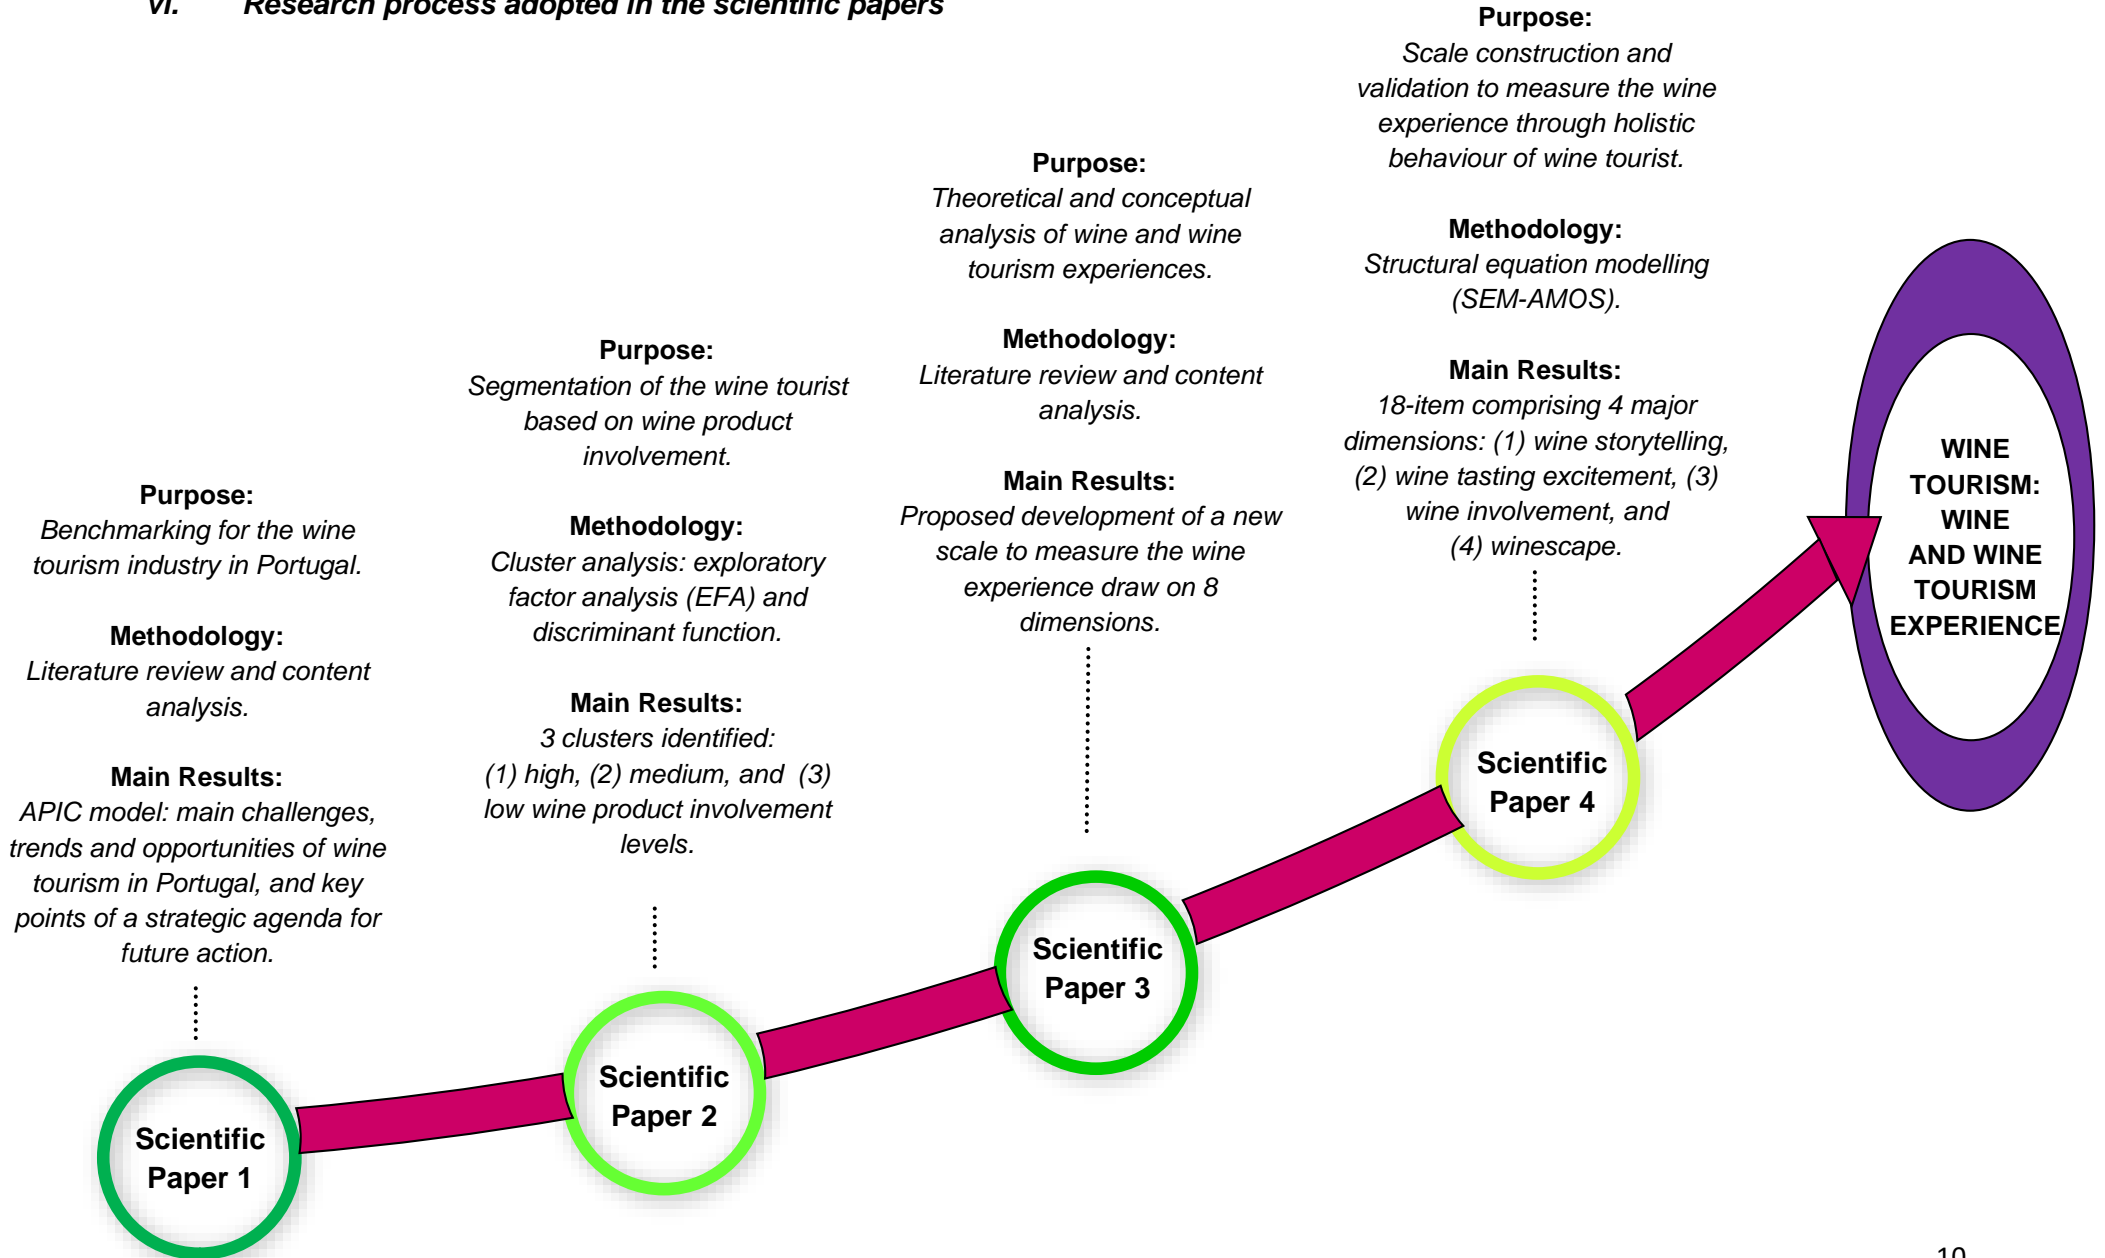 vi. Research process adopted in the scientific papers
Purpose:
Benchmarking for the wine
tourism industry in Portugal.
Methodology:
Literature review and content
analysis.
Main Results:
APIC model: main challenges,
trends and opportunities of wine
tourism in Portugal, and key
points of a strategic agenda for
future action.
Scientific
Paper 1
Purpose:
Segmentation of the wine tourist
based on wine product
involvement.
Methodology:
Cluster analysis: exploratory
factor analysis (EFA) and
discriminant function.
Main Results:
3 clusters identified:
(1) high, (2) medium, and (3)
low wine product involvement
levels.
Scientific
Paper 2
Purpose:
Theoretical and conceptual
analysis of wine and wine
tourism experiences.
Methodology:
Literature review and content
analysis.
Main Results:
Proposed development of a new
scale to measure the wine
experience draw on 8
dimensions.
Scientific
Paper 3
Purpose:
Scale construction and
validation to measure the wine
experience through holistic
behaviour of wine tourist.
Methodology:
Structural equation modelling
(SEM-AMOS).
Main Results:
18-item comprising 4 major
dimensions: (1) wine storytelling,
(2) wine tasting excitement, (3)
wine involvement, and
(4) winescape.
Scientific
Paper 4
WINE
TOURISM:
WINE
AND WINE
TOURISM
EXPERIENCE
10